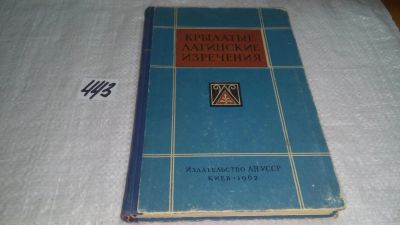 443
КРЫЛАТЫЕ
ЛАТИНСКИЕ
ИЗРЕЧЕНИЯ
ИЗДАТЕЛЬСТВО АН УССР
КИЕВ • 1962